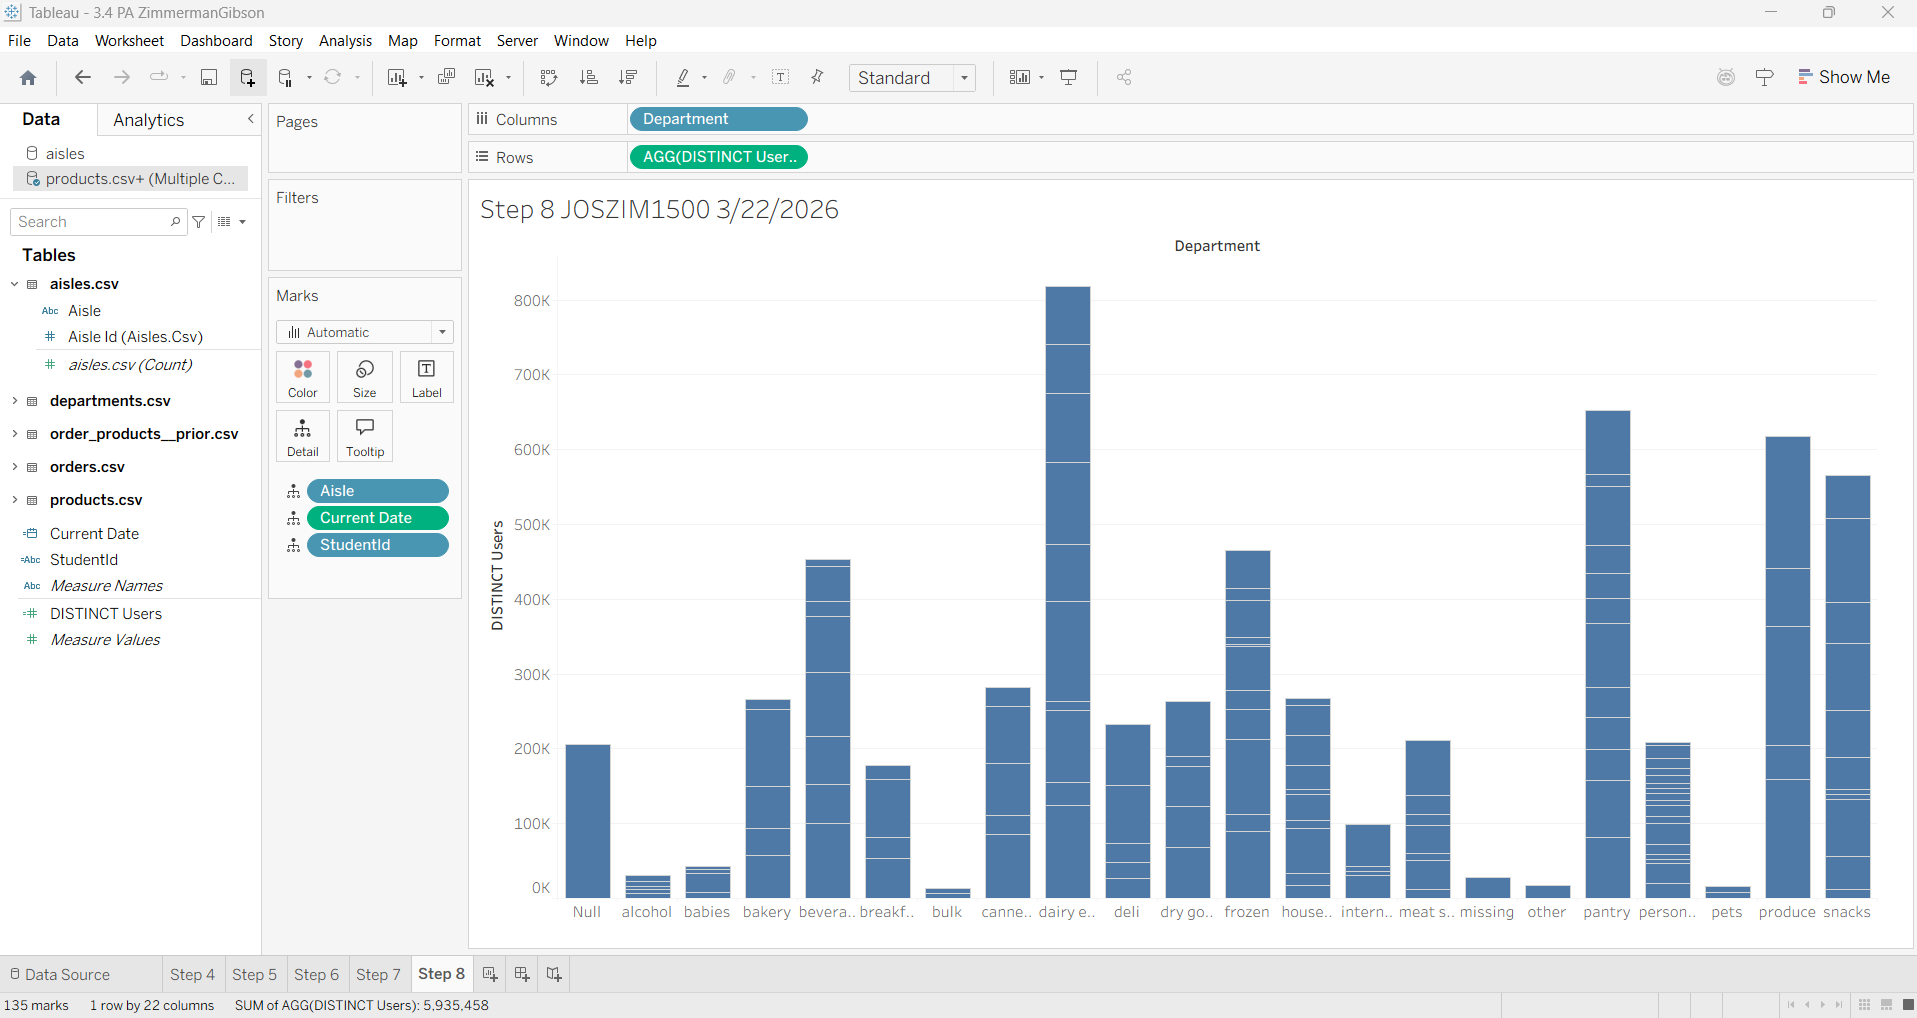 Tableau - 3.4 PA ZimmermanGibson
File Data Worksheet Dashboard Story Analysis Map Format Server Window Help
Standard
Show Me
Data Analytics
aisles
products.csv+ (Multiple C...
Search
Tables
aisles.csv
Abc Aisle
# Aisle Id (Aisles.Csv)
# aisles.csv (Count)
departments.csv
order_products__prior.csv
orders.csv
products.csv
Current Date
=Abc StudentId
Abc Measure Names
=# DISTINCT Users
# Measure Values
Pages
Filters
Marks
Automatic
Color Size Label
Detail Tooltip
Aisle
Current Date
StudentId
Columns Department
Rows AGG(DISTINCT User..
Step 8 JOSZIM1500 3/22/2026
Department
DISTINCT Users
800K
700K
600K
500K
400K
300K
200K
100K
0K
Null alcohol babies bakery bevera.. breakf.. bulk canne.. dairy e.. deli dry go.. frozen house.. intern.. meat s.. missing other pantry person.. pets produce snacks
Data Source Step 4 Step 5 Step 6 Step 7 Step 8
135 marks 1 row by 22 columns SUM of AGG(DISTINCT Users): 5,935,458